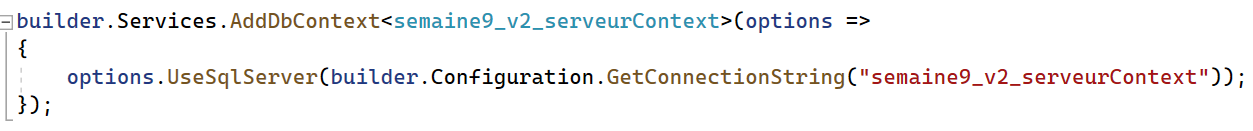 builder.Services.AddDbContext<semaine9_v2_serveurContext>(options =>
{
    options.UseSqlServer(builder.Configuration.GetConnectionString("semaine9_v2_serveurContext"));
});